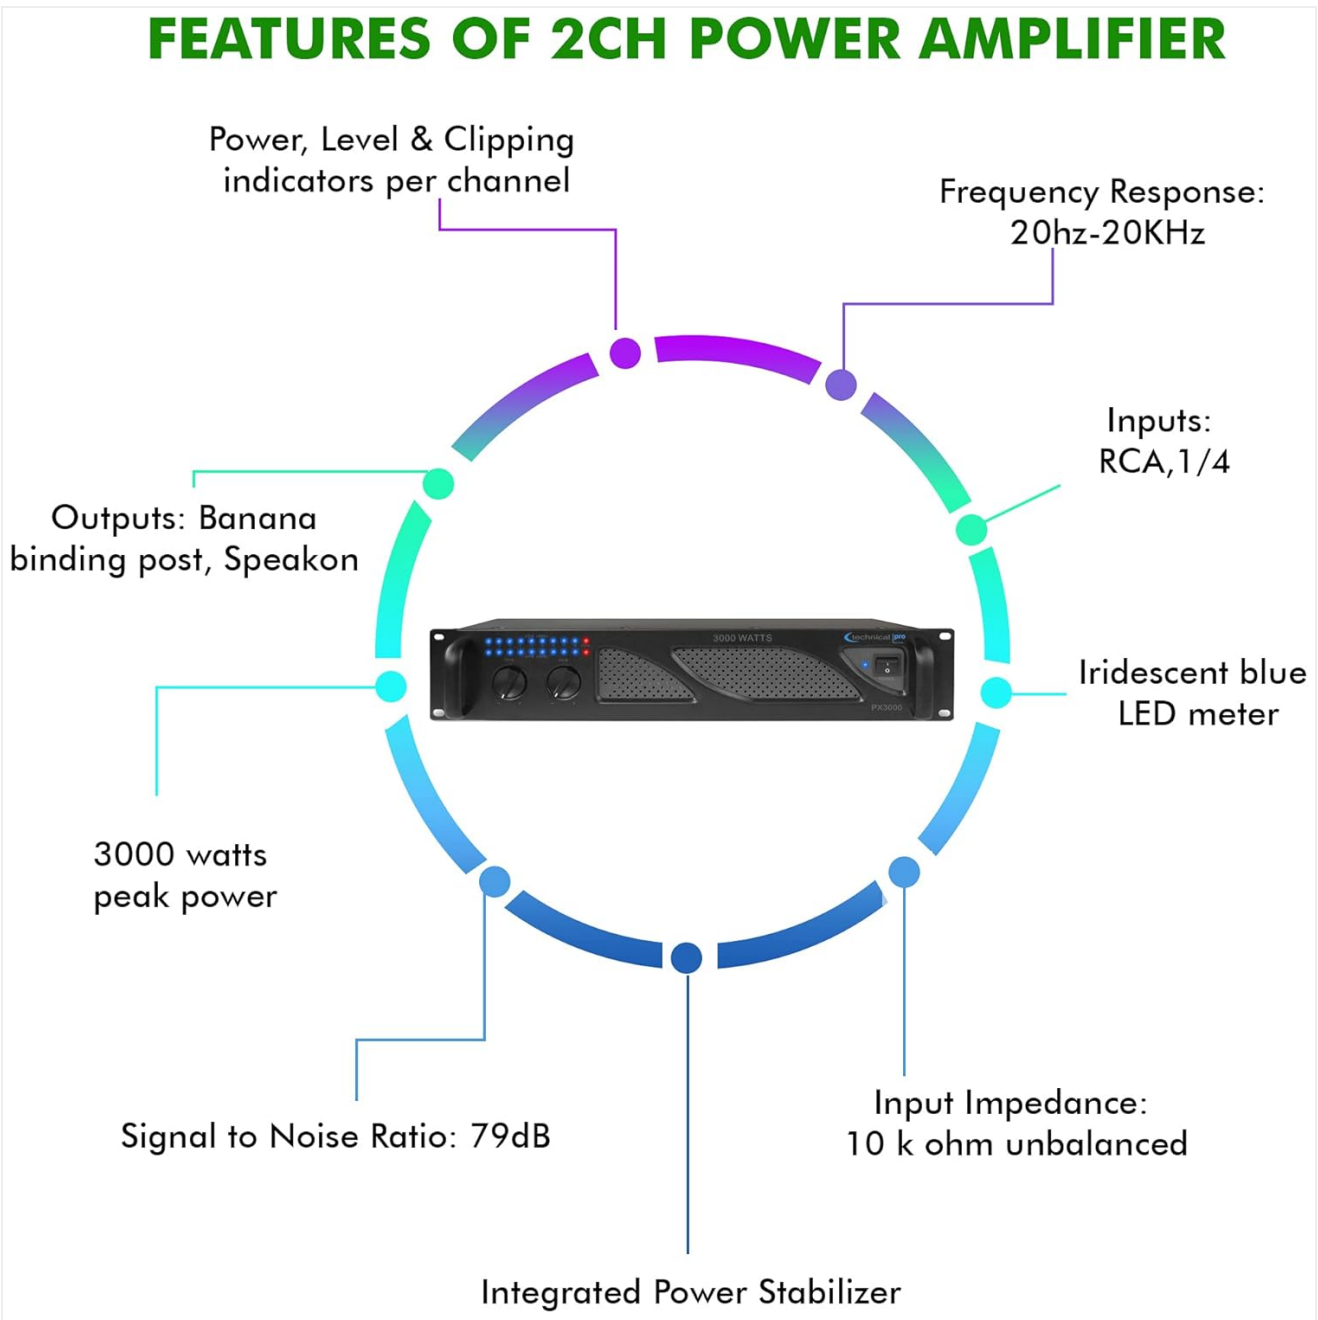 FEATURES OF 2CH POWER AMPLIFIER
Power, Level & Clipping
indicators per channel
Frequency Response:
20hz-20KHz
Inputs:
RCA,1/4
Outputs: Banana
binding post, Speakon
3000 WATTS
technical pro
PX3000
Iridescent blue
LED meter
3000 watts
peak power
Input Impedance:
10 k ohm unbalanced
Signal to Noise Ratio: 79dB
Integrated Power Stabilizer